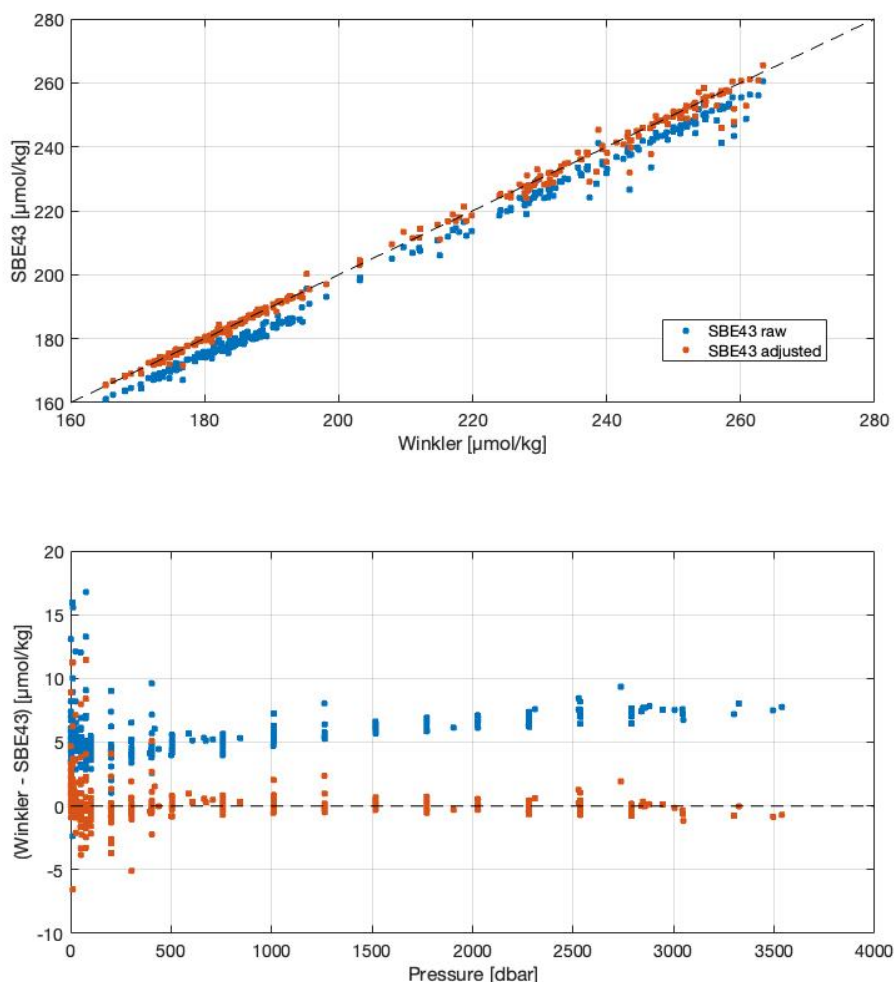 280
260
240
220
200
180
160
SBE43 [μmol/kg]
SBE43 raw
SBE43 adjusted
160 180 200 220 240 260 280
Winkler [μmol/kg]
20
15
10
5
0
-5
-10
(Winkler - SBE43) [μmol/kg]
0 500 1000 1500 2000 2500 3000 3500 4000
Pressure [dbar]